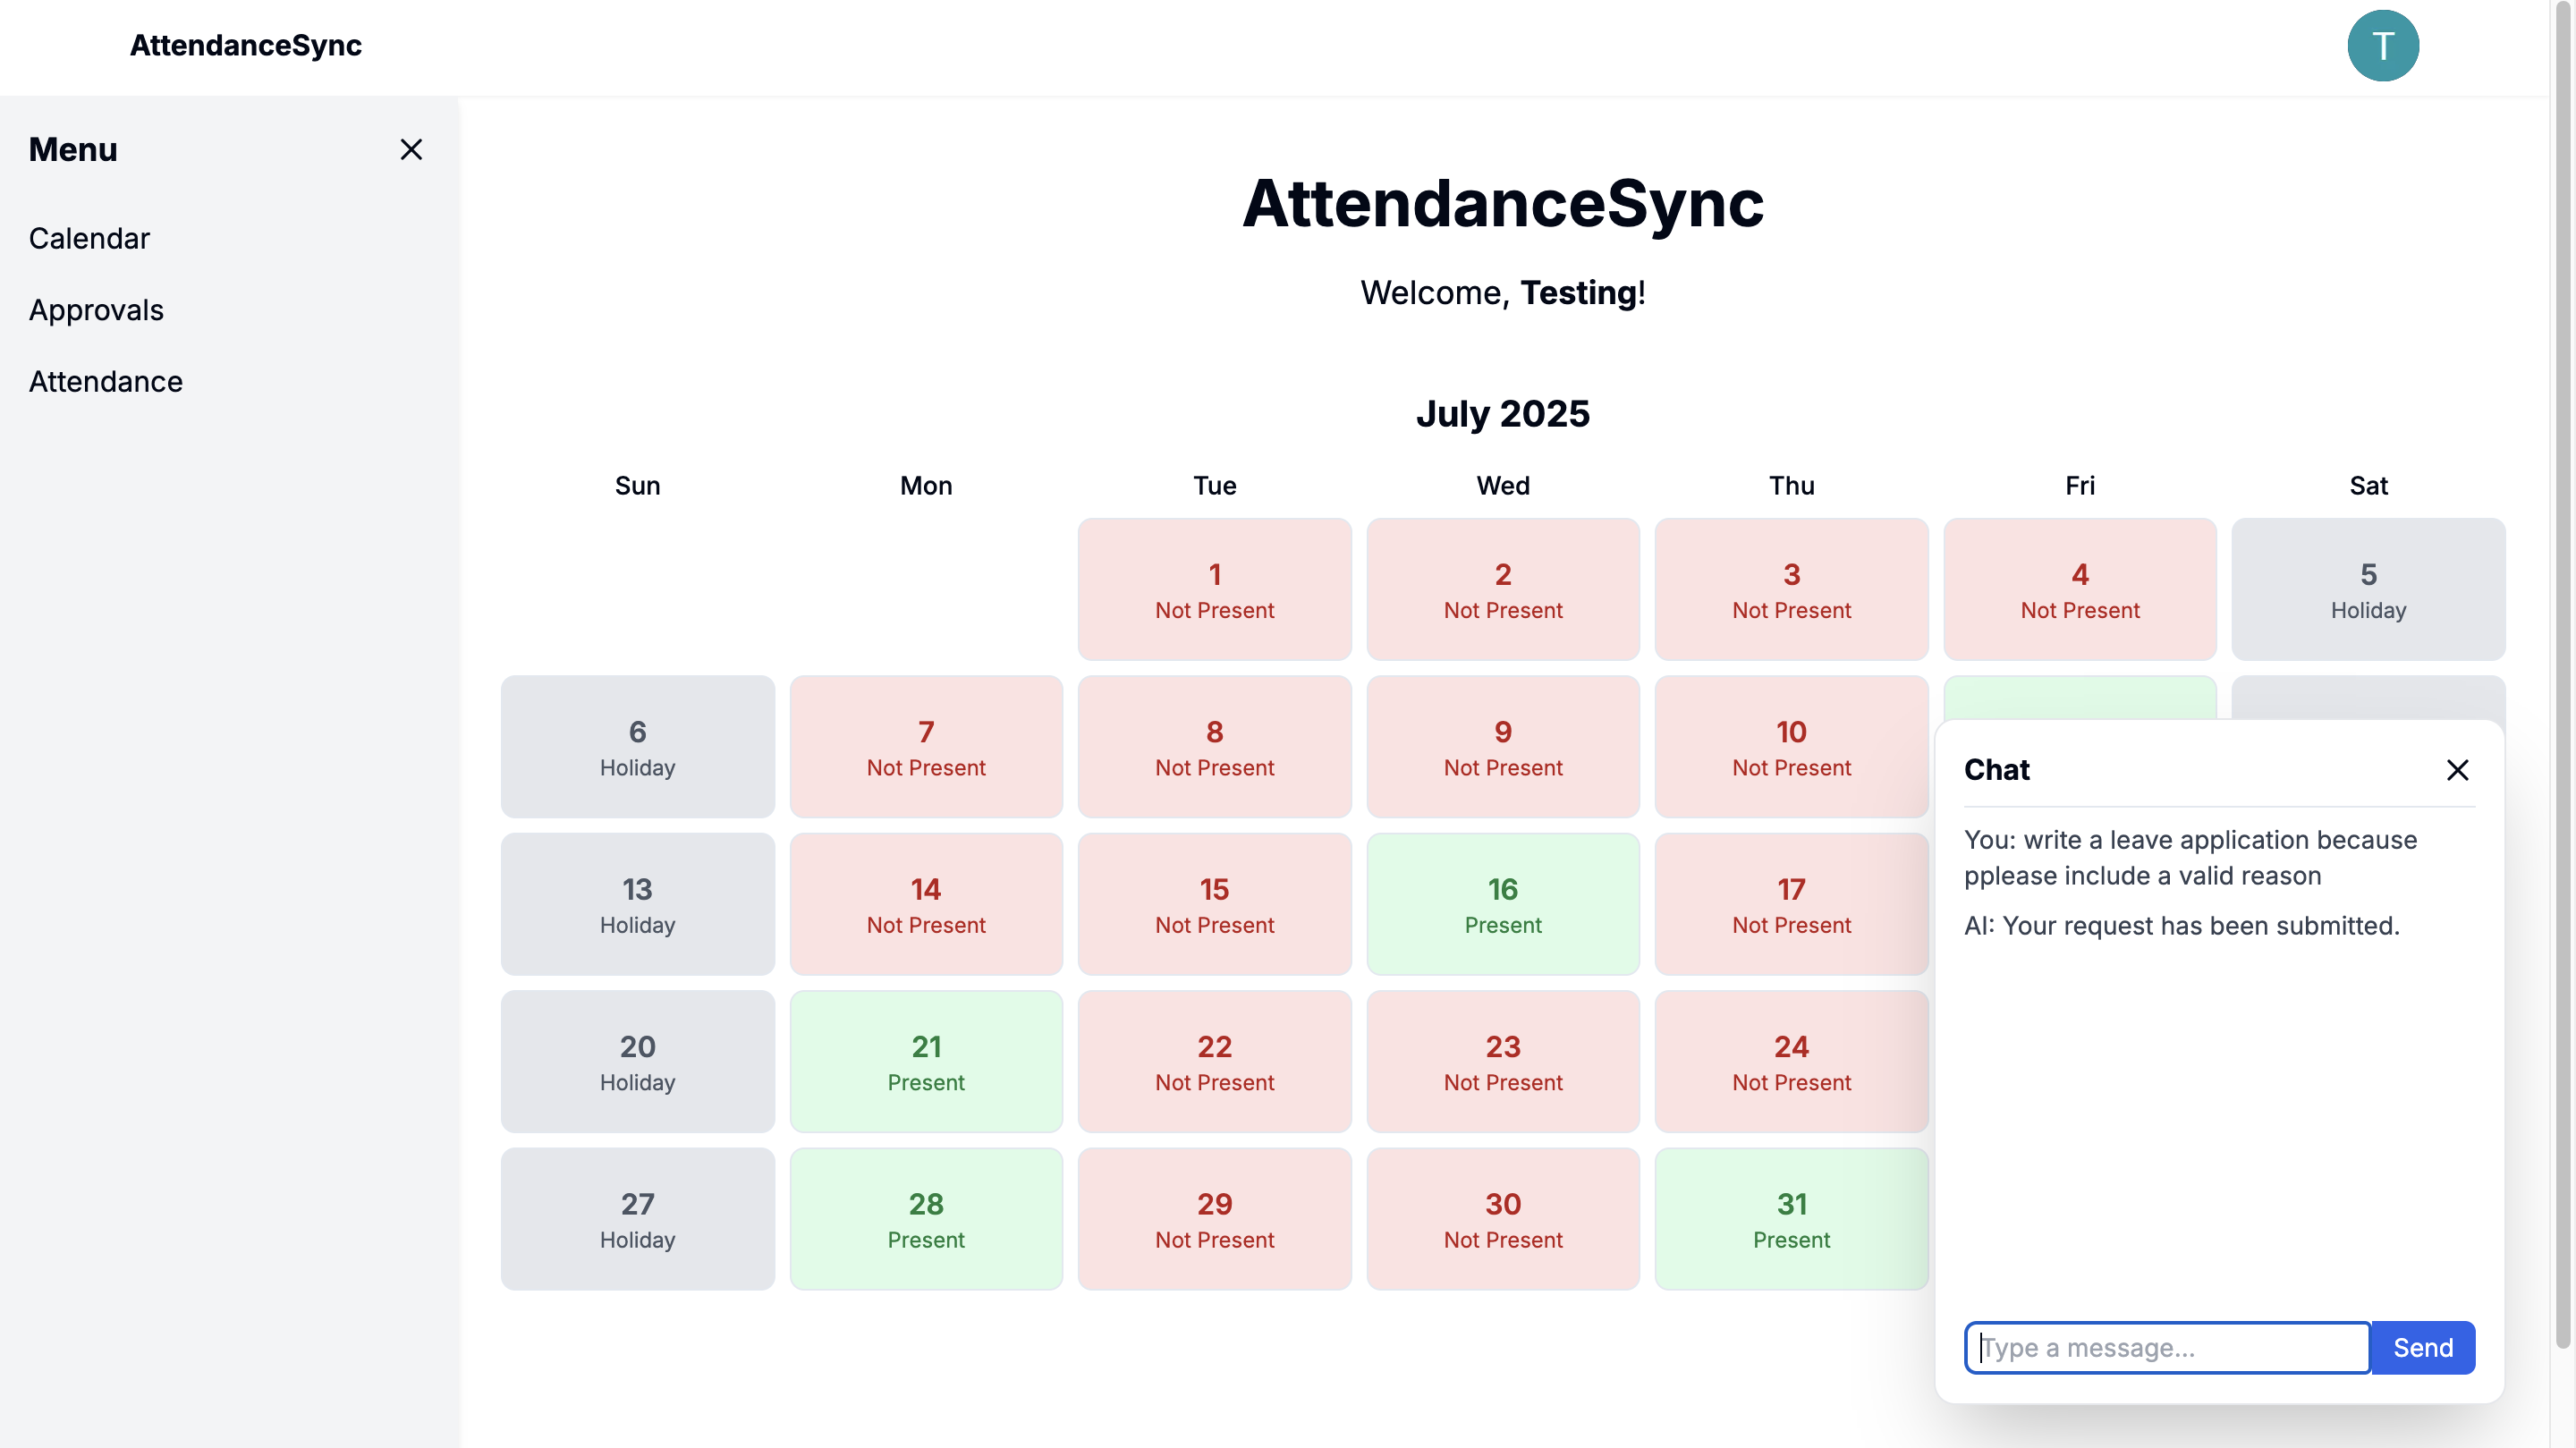 AttendanceSync
T
Menu
Calendar
Approvals
Attendance
AttendanceSync
Welcome, Testing!
July 2025
Sun Mon Tue Wed Thu Fri Sat
1 2 3 4 5
Not Present Not Present Not Present Not Present Holiday
6 7 8 9 10
Holiday Not Present Not Present Not Present Not Present
13 14 15 16 17
Holiday Not Present Not Present Present Not Present
20 21 22 23 24
Holiday Present Not Present Not Present Not Present
27 28 29 30 31
Holiday Present Not Present Not Present Present
Chat
You: write a leave application because
pplease include a valid reason
AI: Your request has been submitted.
Type a message...
Send